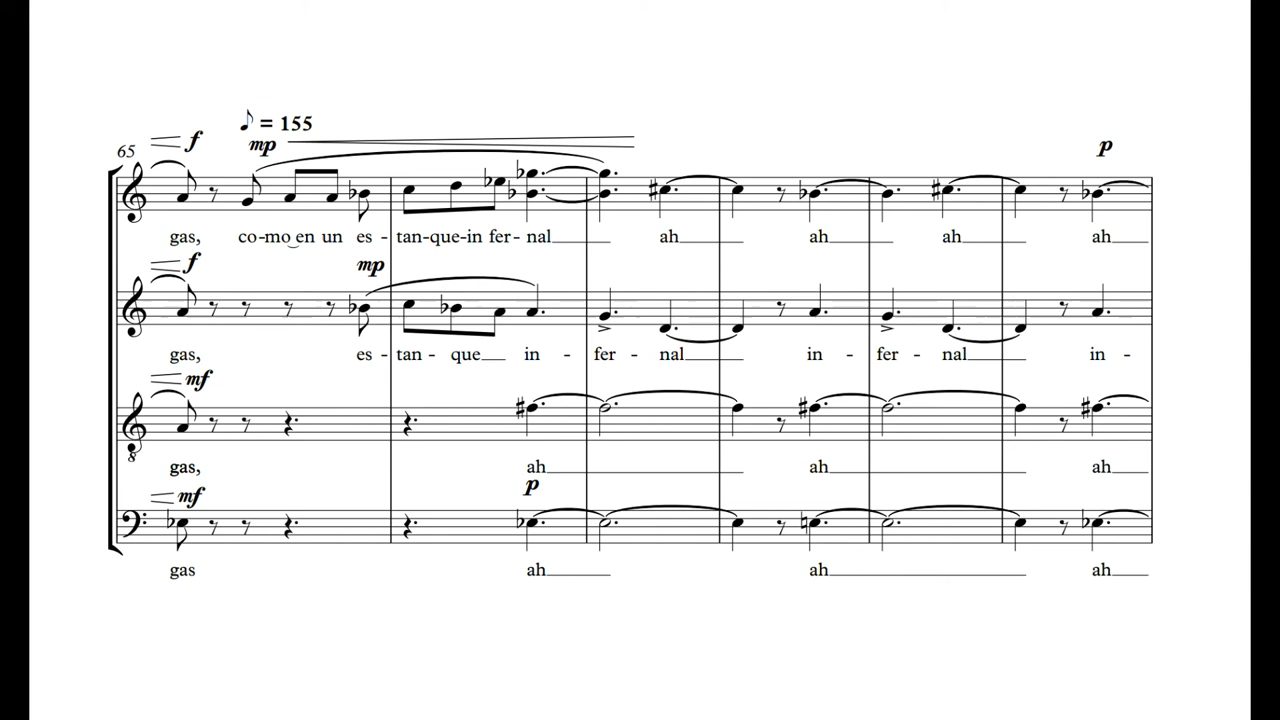 ♪ = 155
f mp p
65
gas, co-mo en un es - tan-que-in fer - nal ah ah ah ah
f mp
gas, es - tan - que in - fer - nal in - fer - nal in -
mf
gas, ah ah ah
p
mf
gas ah ah ah